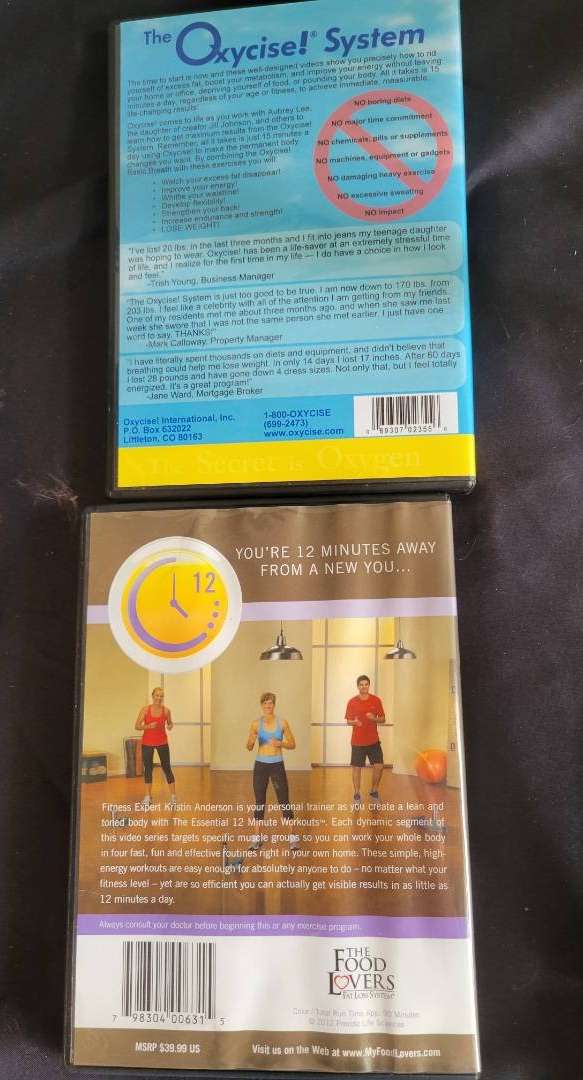 The Oxycise!® System
The time to start is now and these well-designed videos show you precisely how to rid
yourself of excess fat, boost your metabolism, and improve your energy without leaving
your home or office, depriving yourself of food, or pounding your body. All it takes is 15
minutes a day, regardless of your age or fitness, to achieve immediate, measurable,
life-changing results!
Oxycise! comes to life as you work with Aubrey Lee,
the daughter of creator Jill Johnson, and others to
learn how to get maximum results from the Oxycise!
System. Remember, all it takes is just 15 minutes a
day using Oxycise! to make the permanent body
changes you want. By combining the Oxycise!
Basic Breath with these exercises you will:
• Watch your excess fat disappear!
• Improve your energy!
• Whittle your waistline!
• Develop flexibility!
• Strengthen your back!
• Increase endurance and strength!
• LOSE WEIGHT!
NO boring diets
NO major time commitment
NO chemicals, pills or supplements
NO machines, equipment or gadgets
NO damaging heavy exercise
NO excessive sweating
NO impact
"I've lost 20 lbs. in the last three months and I fit into jeans my teenage daughter
was hoping to wear. Oxycise! has been a life-saver at an extremely stressful time
of life, and I realize for the first time in my life — I do have a choice in how I look
and feel."
-Trish Young, Business Manager
"The Oxycise! System is just too good to be true. I am now down to 170 lbs. from
203 lbs. I feel like a celebrity with all of the attention I am getting from my friends.
One of my residents met me about three months ago, and when she saw me last
week she swore that I was not the same person she met earlier. I just have one
word to say. THANKS!"
-Mark Calloway, Property Manager
"I have literally spent thousands on diets and equipment, and didn't believe that
breathing could help me lose weight. In only 14 days I lost 17 inches. After 60 days
I lost 28 pounds and have gone down 4 dress sizes. Not only that, but I feel totally
energized. It's a great program!"
-Jane Ward, Mortgage Broker
Oxycise! International, Inc.
P.O. Box 632022
Littleton, CO 80163
1-800-OXYCISE
(699-2473)
www.oxycise.com
89307 02355
The Secret is Oxygen
12
YOU'RE 12 MINUTES AWAY
FROM A NEW YOU...
Fitness Expert Kristin Anderson is your personal trainer as you create a lean and
toned body with The Essential 12 Minute Workouts™. Each dynamic segment of
this video series targets specific muscle groups so you can work your whole body
in four fast, fun and effective routines right in your own home. These simple, high-
energy workouts are easy enough for absolutely anyone to do – no matter what your
fitness level – yet are so efficient you can actually get visible results in as little as
12 minutes a day.
Always consult your doctor before beginning this or any exercise program.
THE
FOOD
LOVERS
FAT LOSS SYSTEM®
Color / Total Run Time App. 90 Minutes
© 2012 Provida Life Sciences
7 98304 00631 5
MSRP $39.99 US
Visit us on the Web at www.MyFoodLovers.com